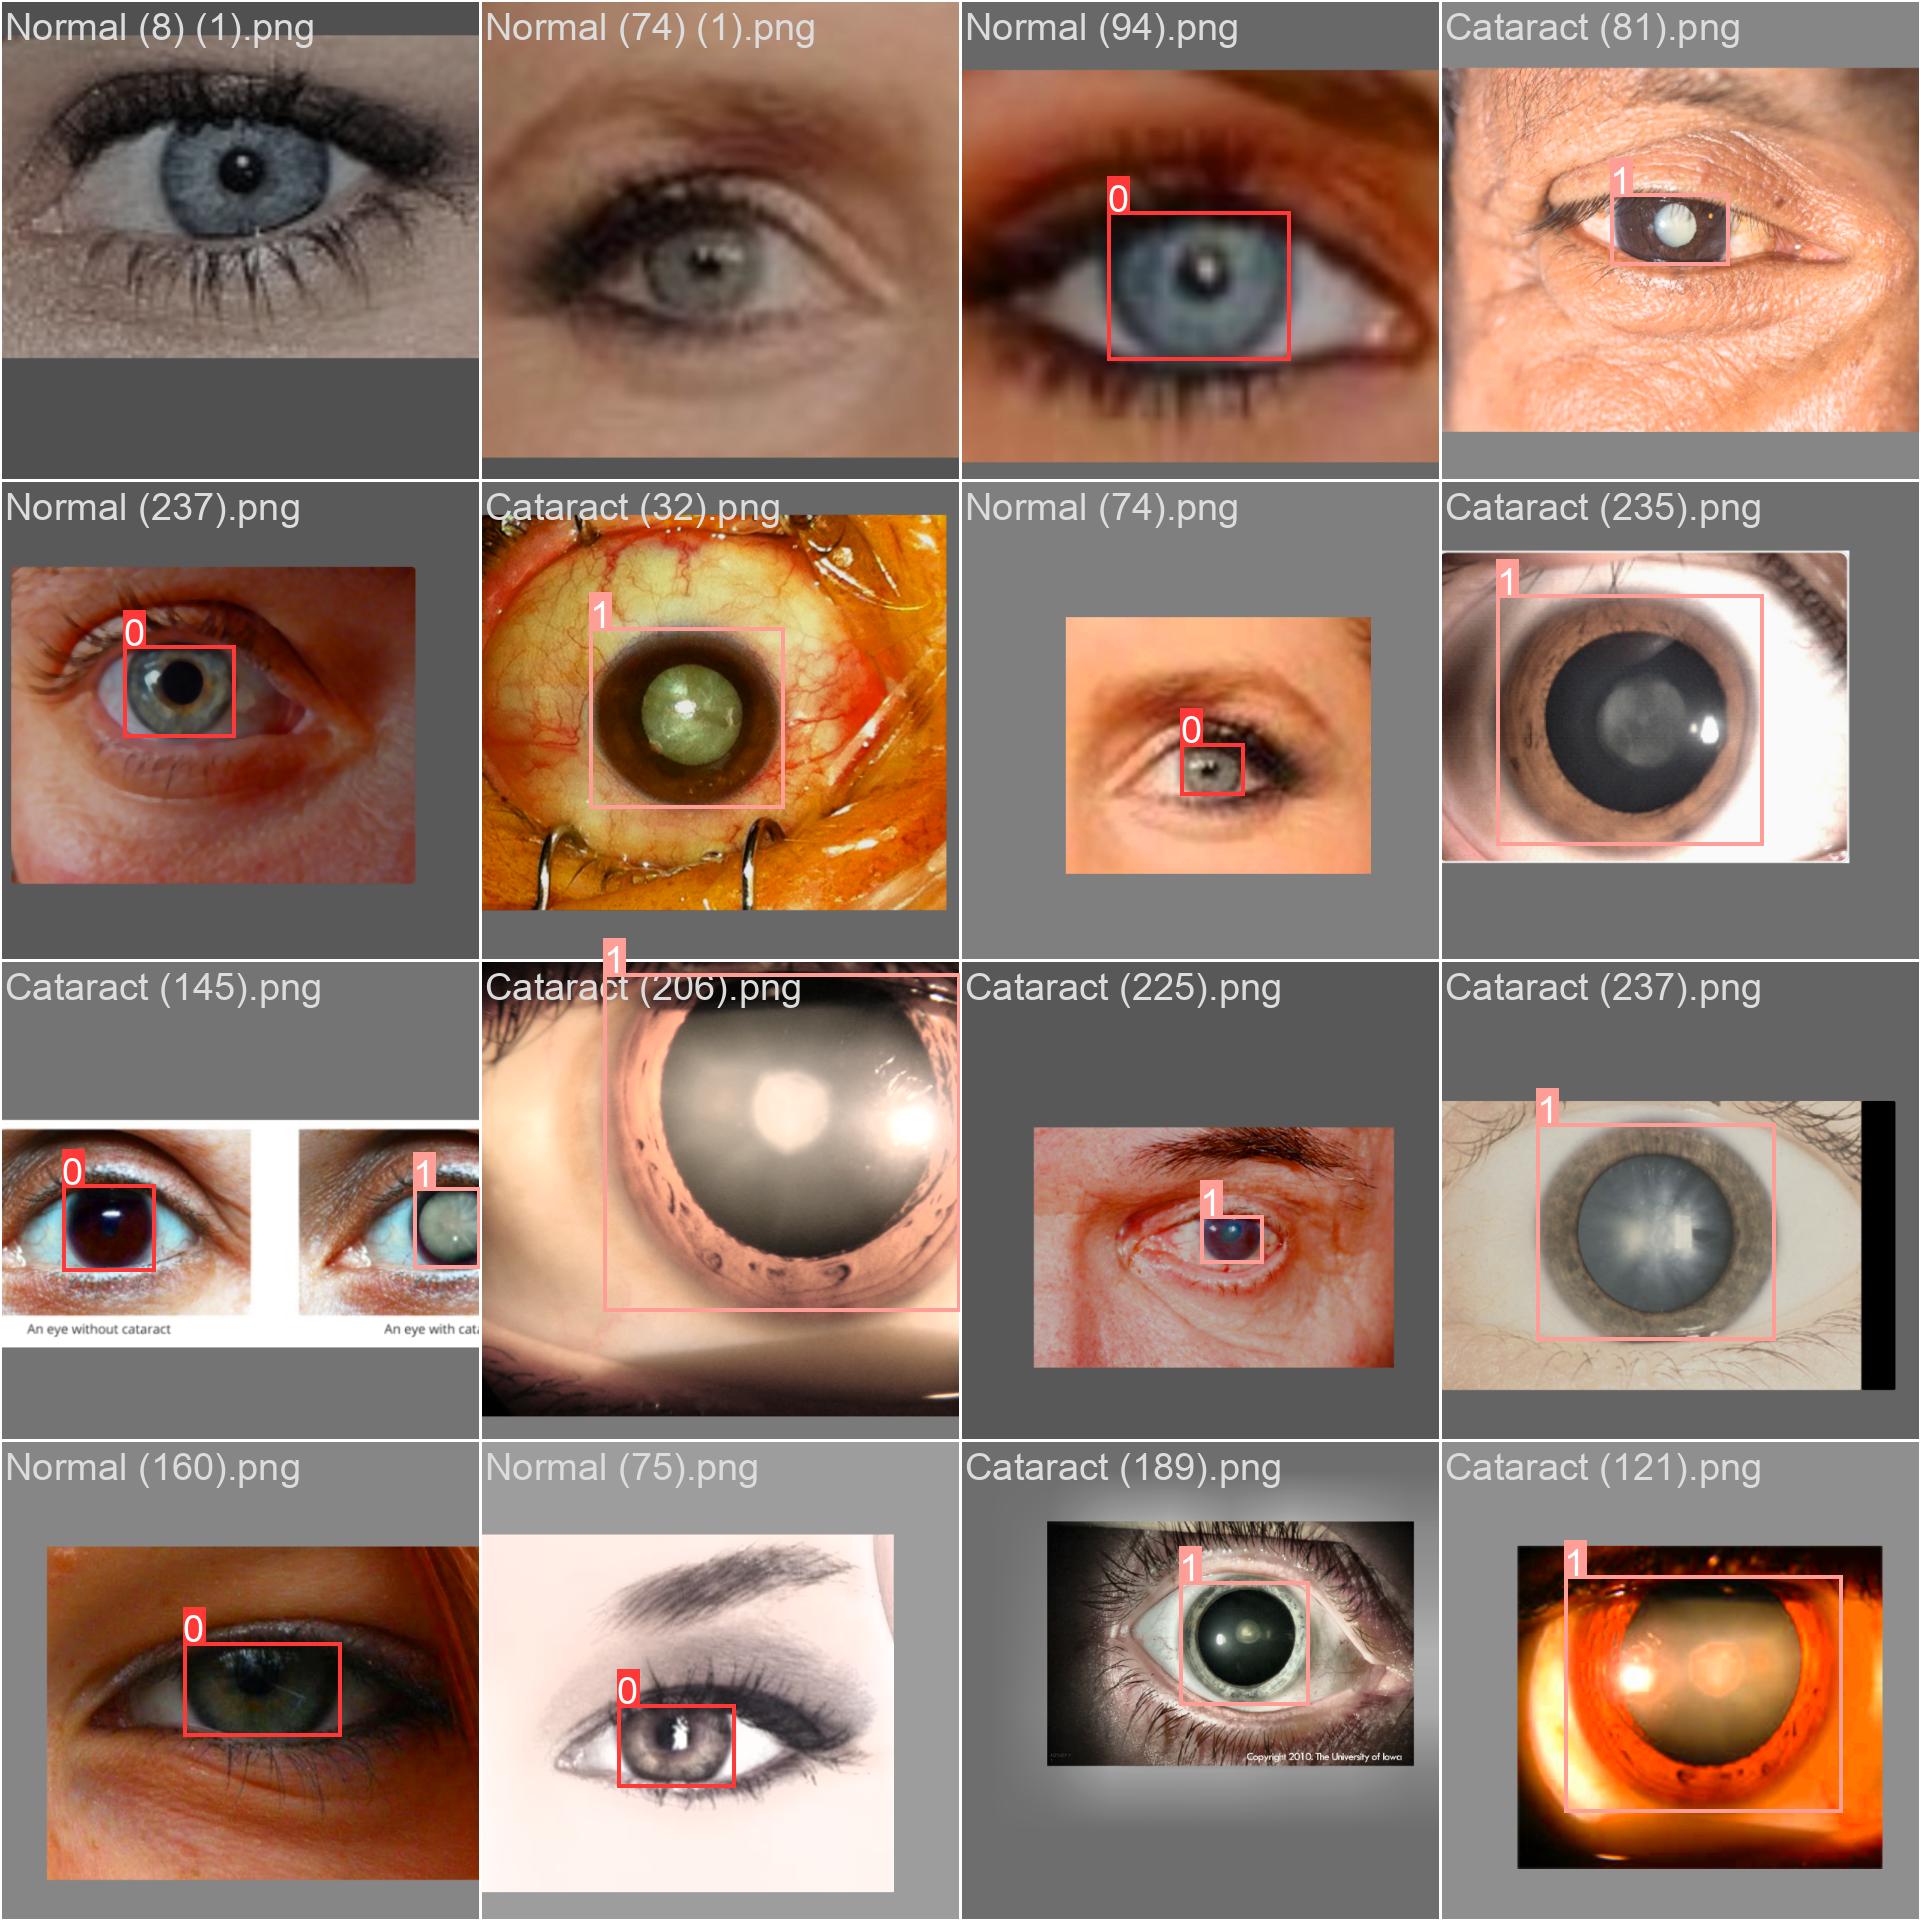 Normal (8) (1).png
Normal (74) (1).png
Normal (94).png
0
Cataract (81).png
1
Normal (237).png
0
Cataract (32).png
1
Normal (74).png
0
Cataract (235).png
1
Cataract (145).png
0
1
An eye without cataract
An eye with cat
Cataract (206).png
1
Cataract (225).png
1
Cataract (237).png
1
Normal (160).png
0
Normal (75).png
0
Cataract (189).png
1
Copyright 2010. The University of Iowa
Cataract (121).png
1